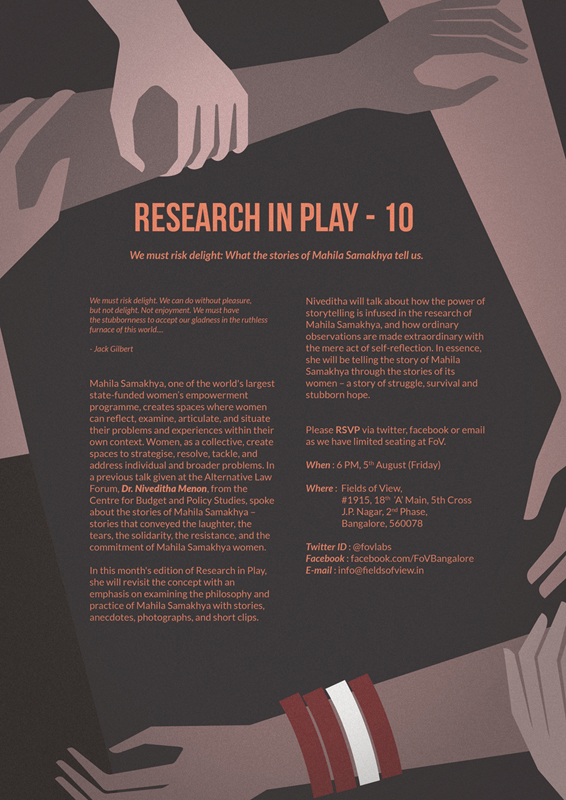 RESEARCH IN PLAY - 10
We must risk delight: What the stories of Mahila Samakhya tell us.
We must risk delight. We can do without pleasure,
but not delight. Not enjoyment. We must have
the stubbornness to accept our gladness in the ruthless
furnace of this world....
- Jack Gilbert
Mahila Samakhya, one of the world's largest
state-funded women's empowerment
programme, creates spaces where women
can reflect, examine, articulate, and situate
their problems and experiences within their
own context. Women, as a collective, create
spaces to strategise, resolve, tackle, and
address individual and broader problems. In
a previous talk given at the Alternative Law
Forum, Dr. Niveditha Menon, from the
Centre for Budget and Policy Studies, spoke
about the stories of Mahila Samakhya –
stories that conveyed the laughter, the
tears, the solidarity, the resistance, and the
commitment of Mahila Samakhya women.
In this month's edition of Research in Play,
she will revisit the concept with an
emphasis on examining the philosophy and
practice of Mahila Samakhya with stories,
anecdotes, photographs, and short clips.
Niveditha will talk about how the power of
storytelling is infused in the research of
Mahila Samakhya, and how ordinary
observations are made extraordinary with
the mere act of self-reflection. In essence,
she will be telling the story of Mahila
Samakhya through the stories of its
women – a story of struggle, survival and
stubborn hope.
Please RSVP via twitter, facebook or email
as we have limited seating at FoV.
When : 6 PM, 5th August (Friday)
Where : Fields of View,
#1915, 18th 'A' Main, 5th Cross
J.P. Nagar, 2nd Phase,
Bangalore, 560078
Twitter ID : @fovlabs
Facebook : facebook.com/FoVBangalore
E-mail : info@fieldsofview.in